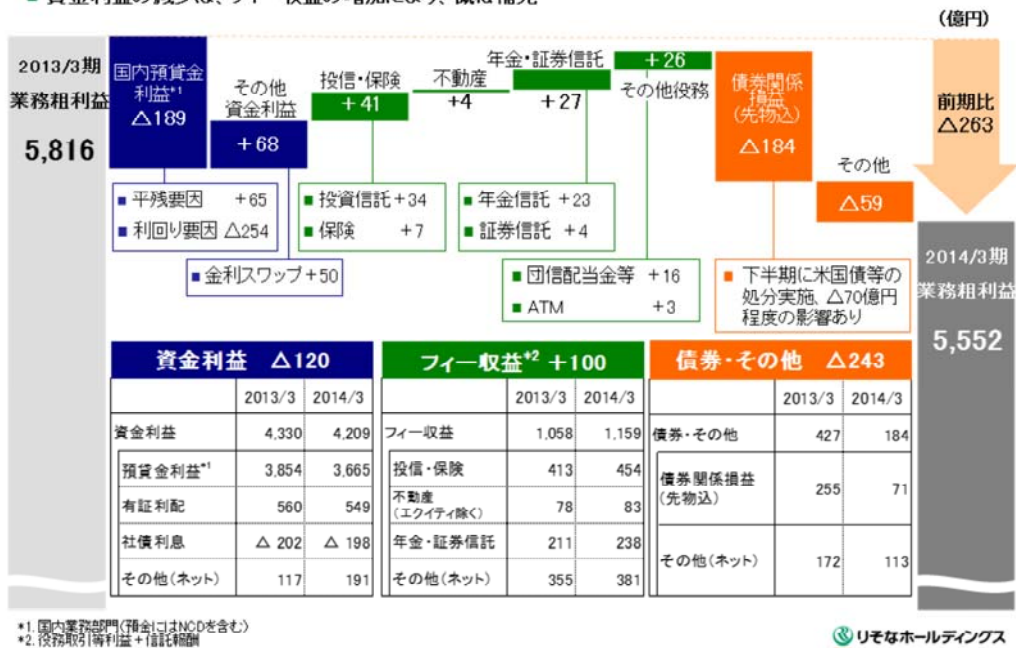 (億円)
2013/3期
業務粗利益
5,816
国内預貸金
利益*1
△189
その他
資金利益
+68
投信・保険
+41
不動産
+4
年金・証券信託
+27
+26
その他役務
債券関係
損益
(先物込)
△184
その他
△59
前期比
△263
2014/3期
業務粗利益
5,552
■ 平残要因 +65
■ 利回り要因 △254
■ 金利スワップ+50
■ 投資信託+34
■ 保険 +7
■ 年金信託 +23
■ 証券信託 +4
■ 団信配当金等 +16
■ ATM +3
■ 下半期に米国債等の
処分実施、△70億円
程度の影響あり
資金利益 △120
2013/3 2014/3
資金利益 4,330 4,209
預貸金利益*1 3,854 3,665
有証利配 560 549
社債利息 △ 202 △ 198
その他(ネット) 117 191
フィー収益*2 +100
2013/3 2014/3
フィー収益 1,058 1,159
投信・保険 413 454
不動産
(エクイティ除く) 78 83
年金・証券信託 211 238
その他(ネット) 355 381
債券・その他 △243
2013/3 2014/3
債券・その他 427 184
債券関係損益
(先物込) 255 71
その他(ネット) 172 113
*1. 国内業務部門(預金にはNCDを含む)
*2. 役務取引等利益+信託報酬
りそなホールディングス